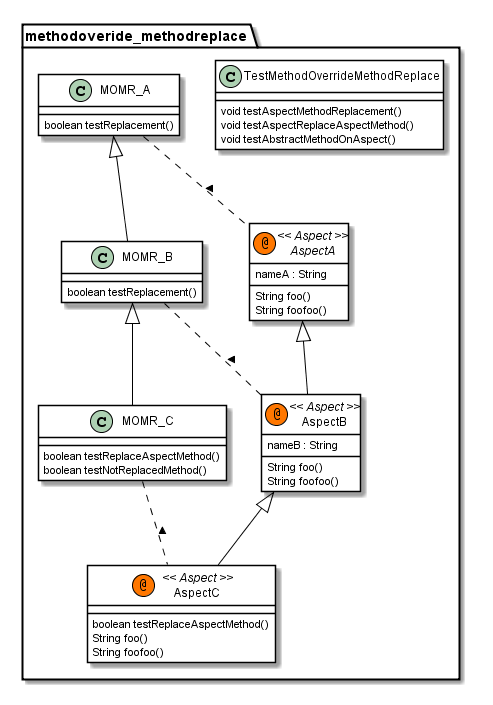 methodoveride_methodreplace
C MOMR_A
boolean testReplacement()
C TestMethodOverrideMethodReplace
void testAspectMethodReplacement()
void testAspectReplaceAspectMethod()
void testAbstractMethodOnAspect()
C MOMR_B
boolean testReplacement()
@ << Aspect >>
AspectA
nameA : String
String foo()
String foofoo()
C MOMR_C
boolean testReplaceAspectMethod()
boolean testNotReplacedMethod()
@ << Aspect >>
AspectB
nameB : String
String foo()
String foofoo()
@ << Aspect >>
AspectC
boolean testReplaceAspectMethod()
String foo()
String foofoo()